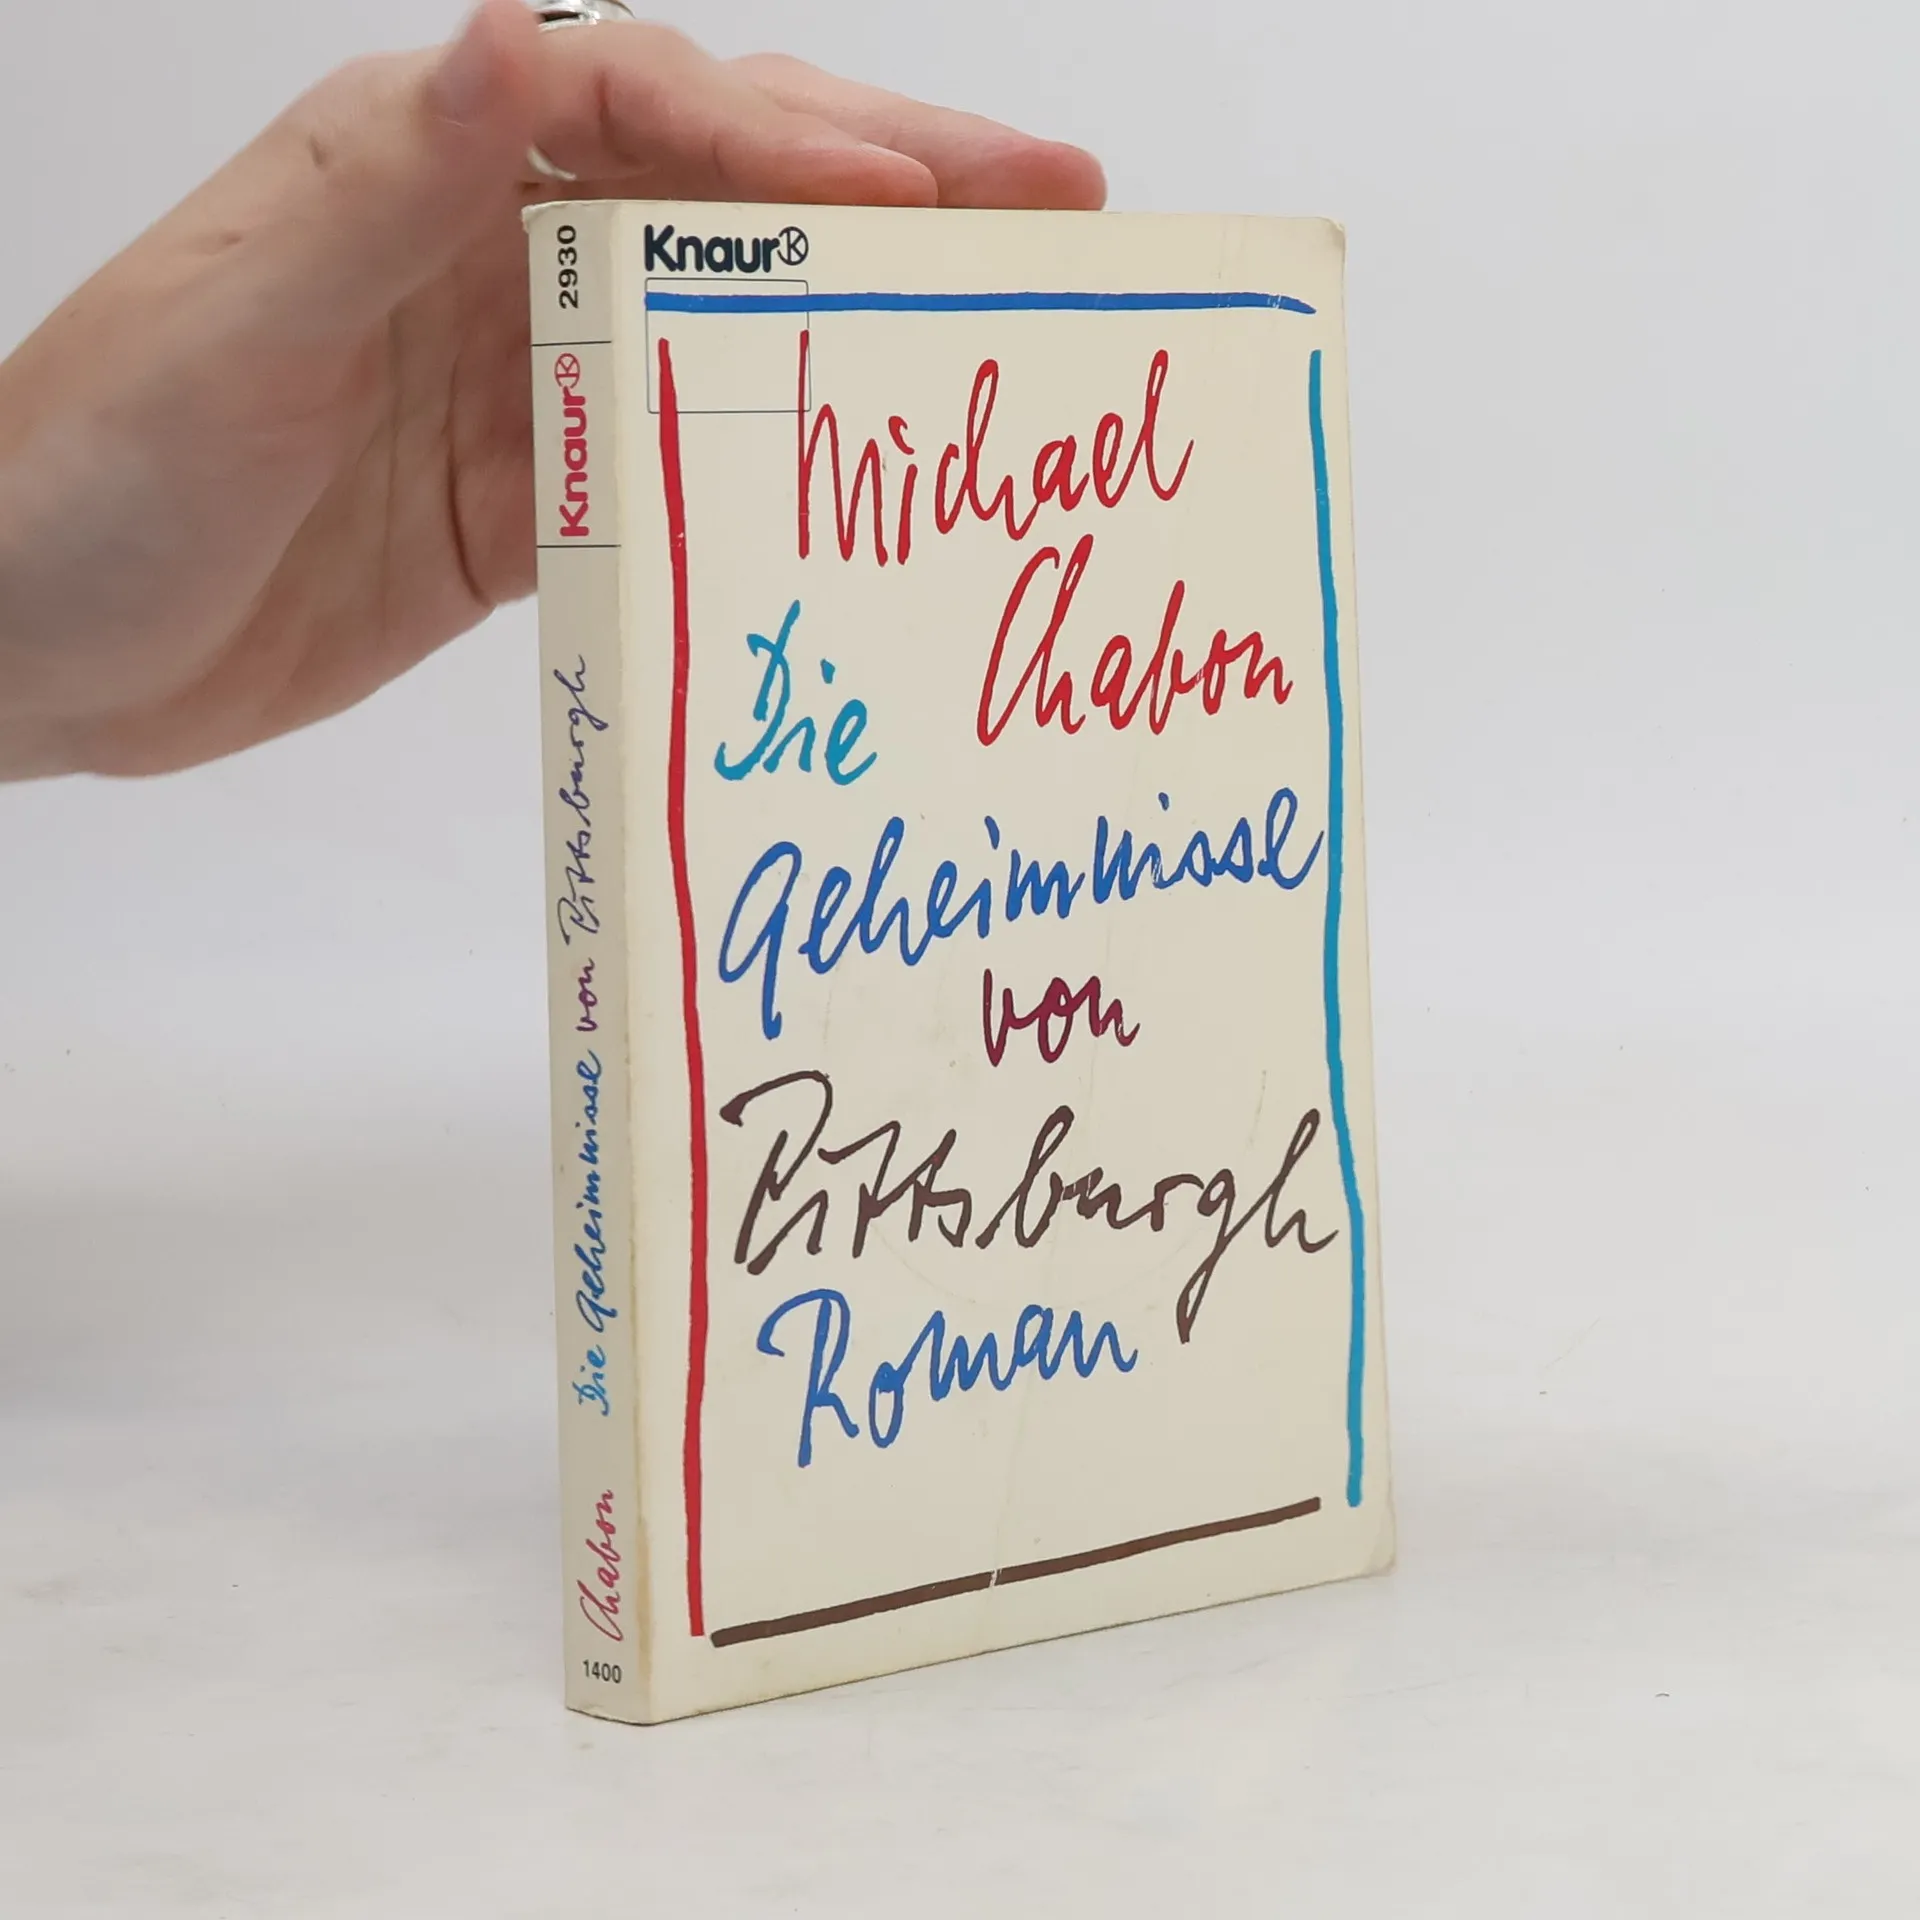 2930
Knaur
Die Geheimnisse von Pittsburgh
Chabon
1400
Knaur
Michael
Chabon
Die
Geheimnisse
von
Pittsburgh
Roman